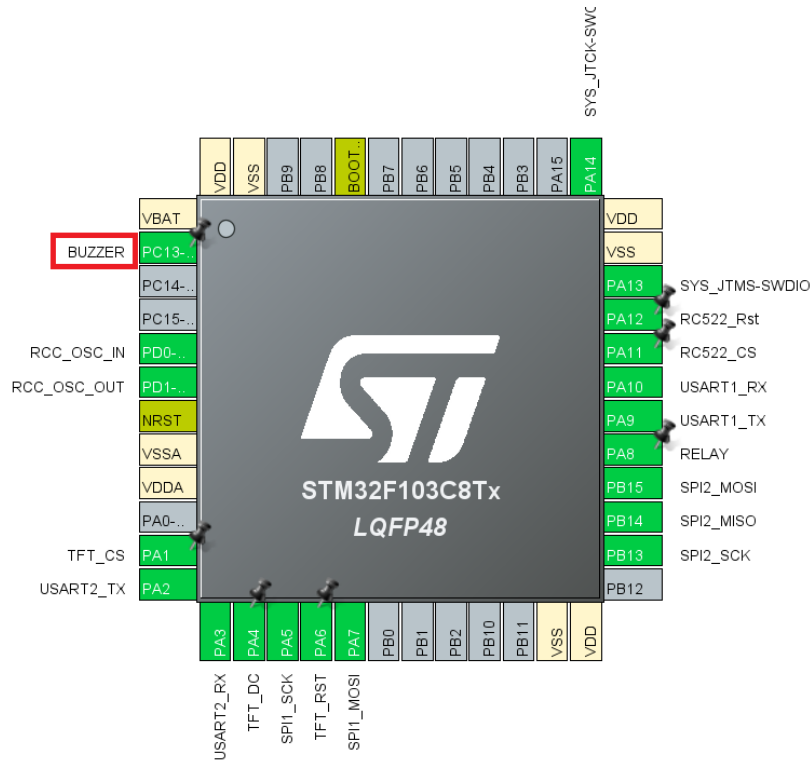 SYS_JTCK-SWC
VDD
VSS
PB9
PB8
BOOT..
PB7
PB6
PB5
PB4
PB3
PA15
PA14
VBAT
VDD
BUZZER PC13-..
VSS
PC14-..
PA13 SYS_JTMS-SWDIO
PC15-..
PA12 RC522_Rst
RCC_OSC_IN PD0-..
PA11 RC522_CS
RCC_OSC_OUT PD1-..
PA10 USART1_RX
NRST
PA9 USART1_TX
VSSA
PA8 RELAY
VDDA
PB15 SPI2_MOSI
PA0-..
PB14 SPI2_MISO
TFT_CS PA1
PB13 SPI2_SCK
USART2_TX PA2
PB12
ST
STM32F103C8Tx
LQFP48
PA3
PA4
PA5
PA6
PA7
PB0
PB1
PB2
PB10
PB11
VSS
VDD
USART2_RX
TFT_DC
SPI1_SCK
TFT_RST
SPI1_MOSI